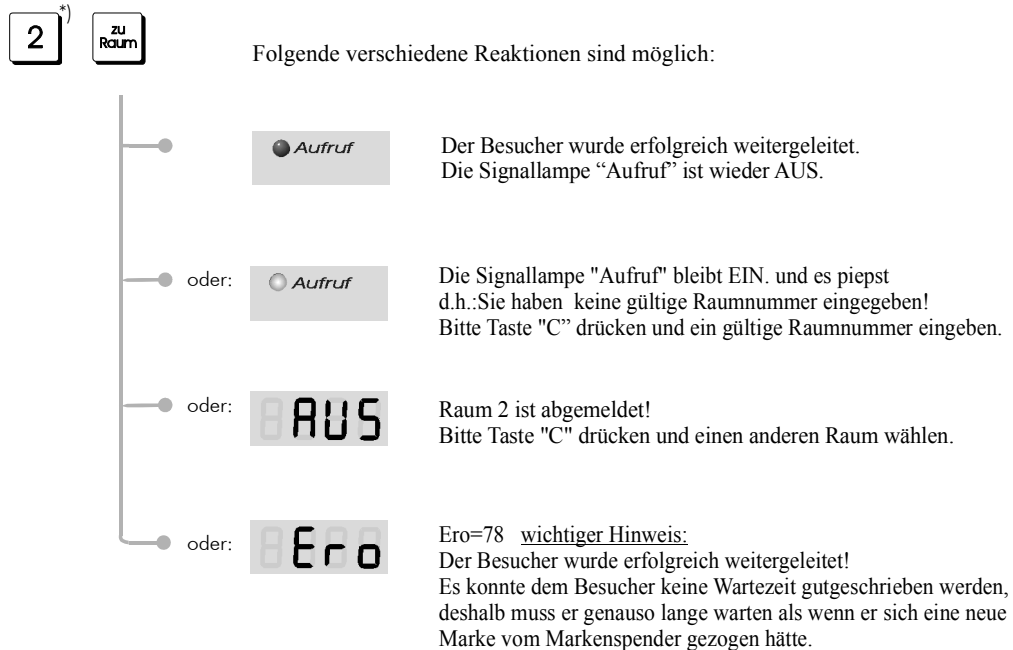 2 *)
zu
Raum
Folgende verschiedene Reaktionen sind möglich:
Aufruf
Der Besucher wurde erfolgreich weitergeleitet.
Die Signallampe “Aufruf” ist wieder AUS.
oder:
Aufruf
Die Signallampe "Aufruf" bleibt EIN. und es piepst
d.h.:Sie haben keine gültige Raumnummer eingegeben!
Bitte Taste "C” drücken und ein gültige Raumnummer eingeben.
oder:
AUS
Raum 2 ist abgemeldet!
Bitte Taste "C" drücken und einen anderen Raum wählen.
oder:
Ero
Ero=78 wichtiger Hinweis:
Der Besucher wurde erfolgreich weitergeleitet!
Es konnte dem Besucher keine Wartezeit gutgeschrieben werden,
deshalb muss er genauso lange warten als wenn er sich eine neue
Marke vom Markenspender gezogen hätte.